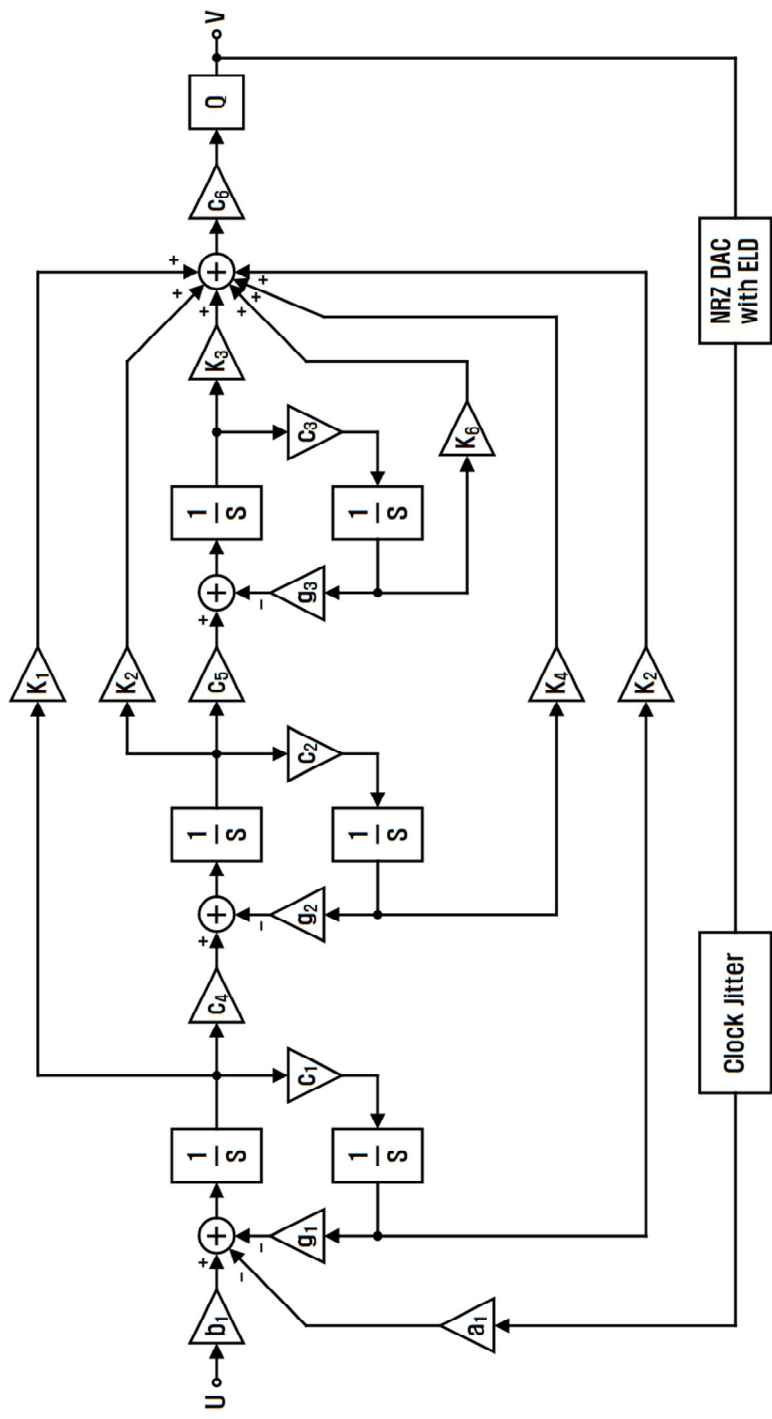 U
b1
+
−
−
+
1
S
g1
1
S
c1
K1
c4
+
−
+
1
S
g2
1
S
c2
K2
c5
+
−
+
1
S
g3
1
S
c3
K3
K6
K4
K2
+
+
+
+
+
+
+
c6
Q
V
a1
Clock Jitter
NRZ DAC
with ELD